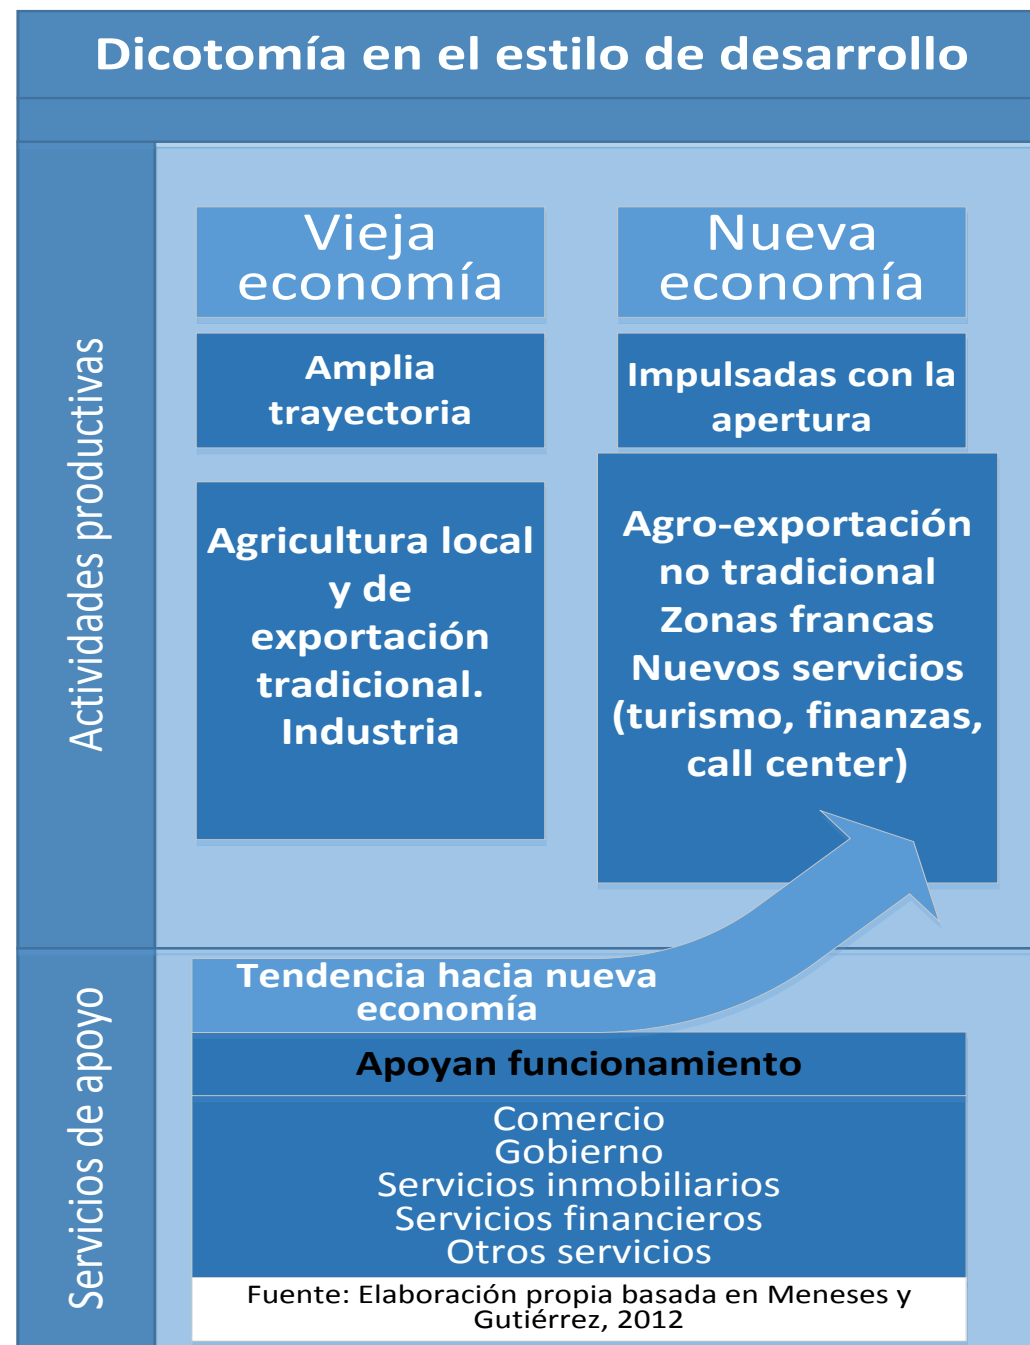 Dicotomía en el estilo de desarrollo
Actividades productivas
Vieja
economía
Amplia
trayectoria
Agricultura local
y de
exportación
tradicional.
Industria
Nueva
economía
Impulsadas con la
apertura
Agro-exportación
no tradicional
Zonas francas
Nuevos servicios
(turismo, finanzas,
call center)
Servicios de apoyo
Tendencia hacia nueva
economía
Apoyan funcionamiento
Comercio
Gobierno
Servicios inmobiliarios
Servicios financieros
Otros servicios
Fuente: Elaboración propia basada en Meneses y
Gutiérrez, 2012